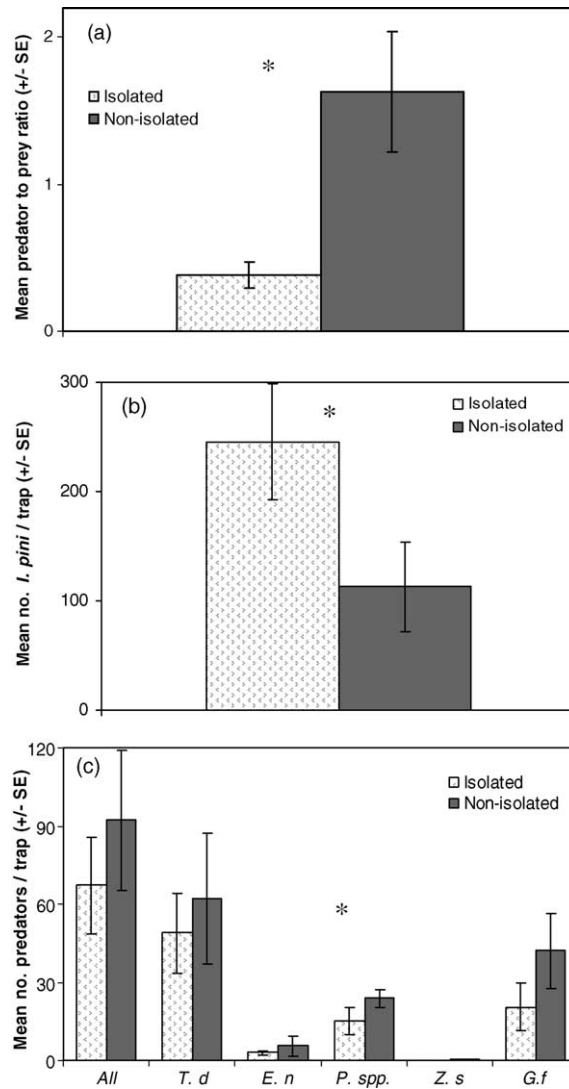 (a)
Mean predator to prey ratio (+/- SE)
2
1
0
*
Isolated
Non-isolated
(b)
Mean no. I. pini / trap (+/- SE)
300
200
100
0
*
Isolated
Non-isolated
(c)
Mean no. predators / trap (+/- SE)
120
90
60
30
0
*
Isolated
Non-isolated
All T. d E. n P. spp. Z. s G.f